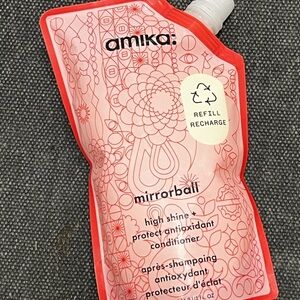 amika:
REFILL
RECHARGE
mirrorball
high shine +
protect antioxidant
conditioner
après-shampoing
antioxydant
protecteur d'éclat